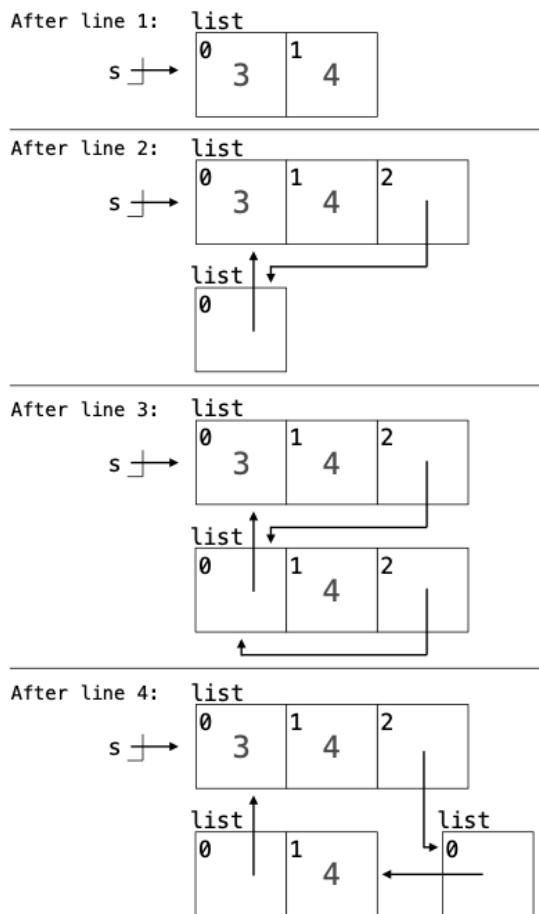 After line 1: list
0 1
s 3 4
After line 2: list
0 1 2
s 3 4
list
0
After line 3: list
0 1 2
s 3 4
list
0 1 2
4
After line 4: list
0 1 2
s 3 4
list list
0 1 0
4